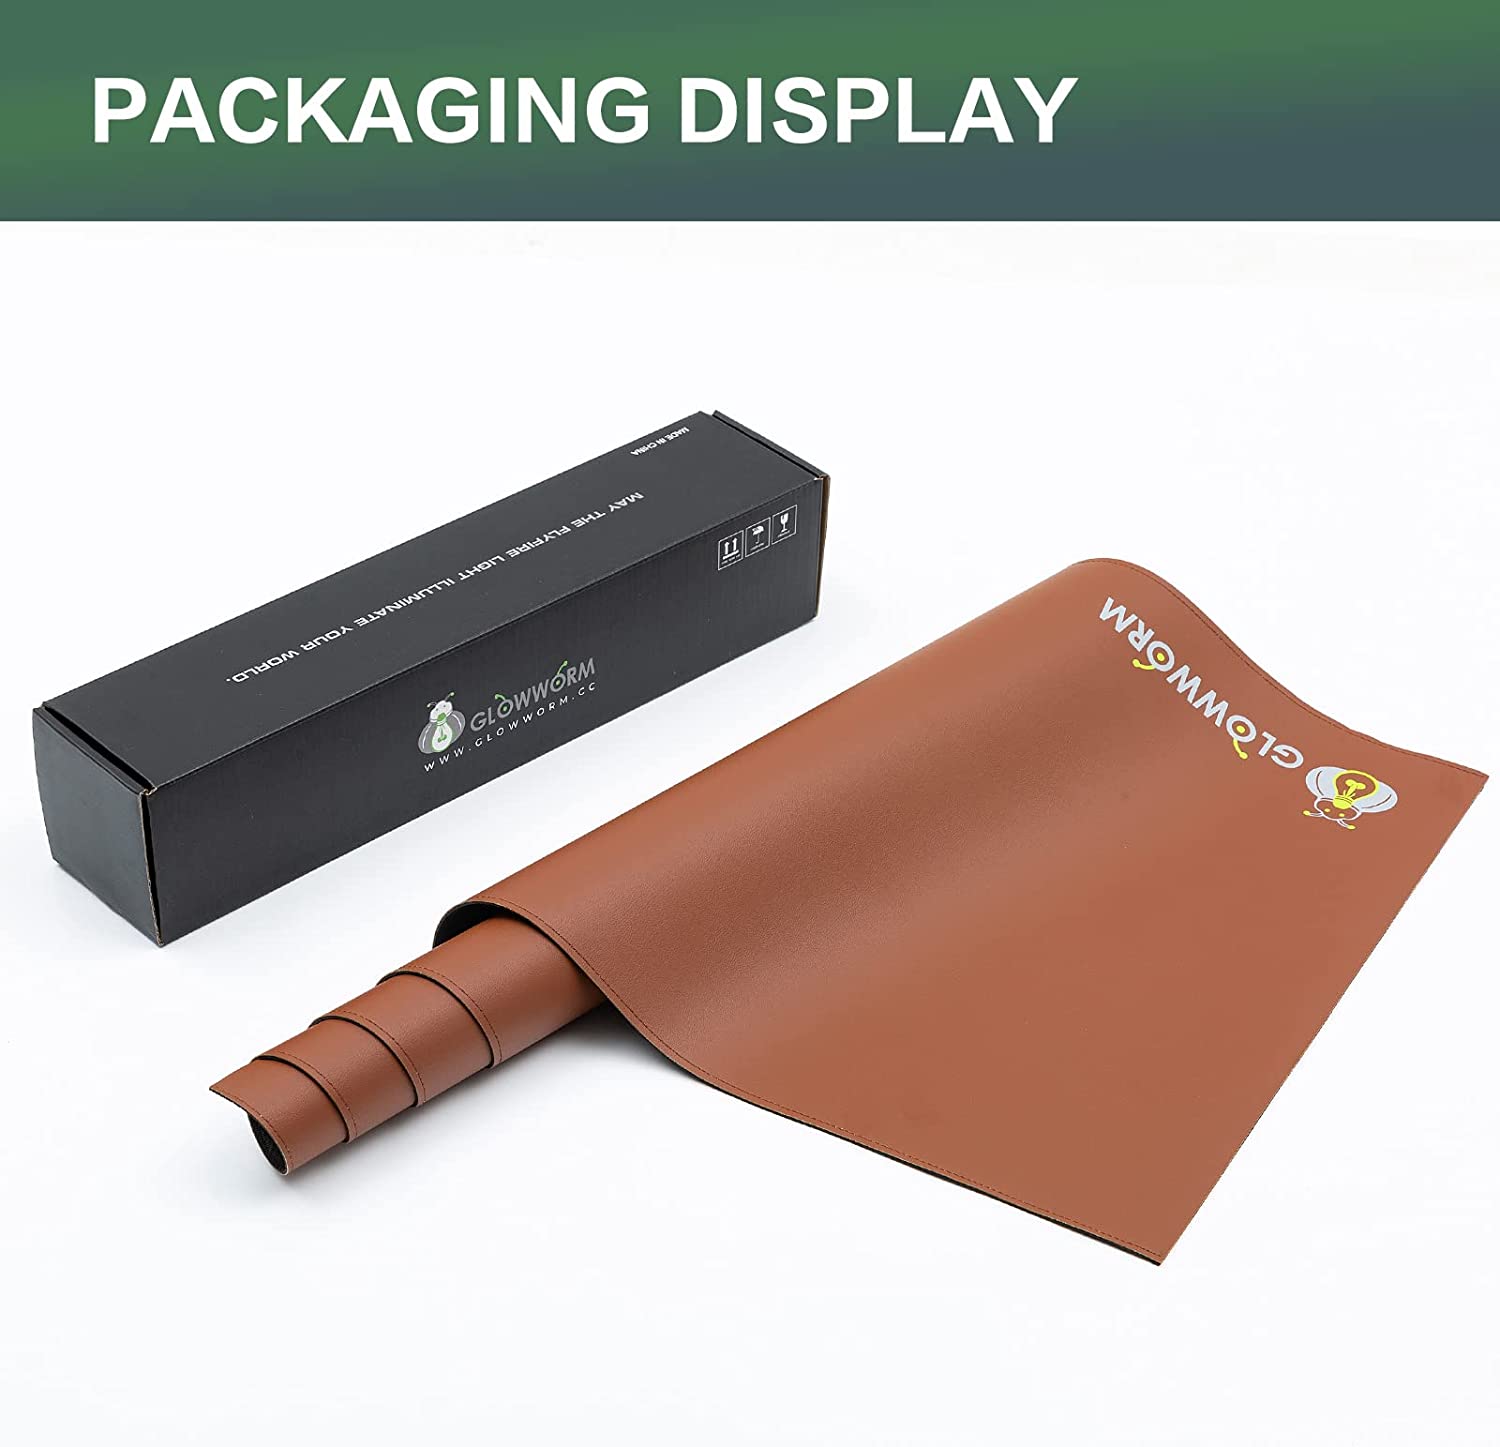 PACKAGING DISPLAY
MADE IN CHINA
MAY THE FLYFIRE LIGHT ILLUMINATE YOUR WORLD.
GLOWWORM
WWW.GLOWWORM.CC
GLOWWORM